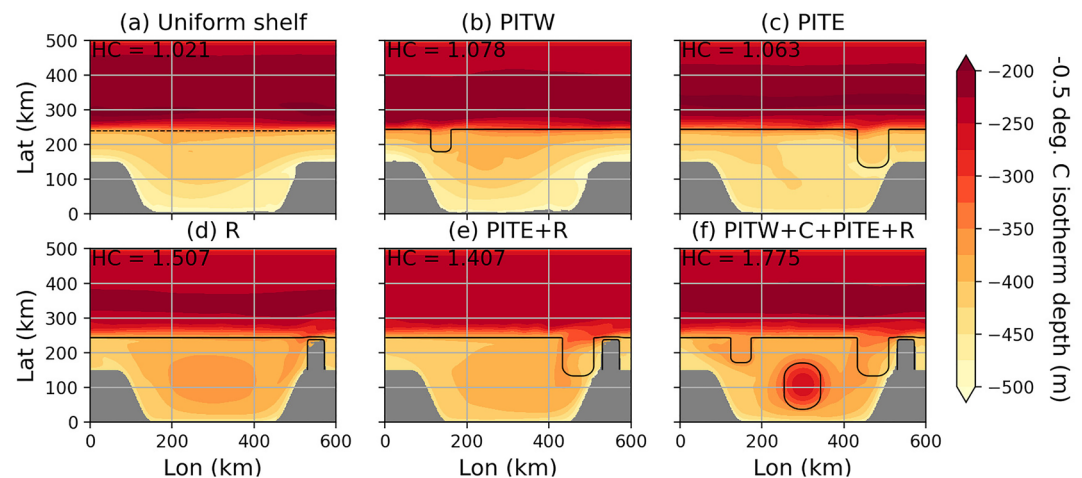 (a) Uniform shelf
(b) PITW
(c) PITE
HC = 1.021
HC = 1.078
HC = 1.063
500
400
300
200
100
0
Lat (km)
(d) R
(e) PITE+R
(f) PITW+C+PITE+R
HC = 1.507
HC = 1.407
HC = 1.775
500
400
300
200
100
0
Lat (km)
0 200 400 600
0 200 400 600
0 200 400 600
Lon (km)
Lon (km)
Lon (km)
−200
−250
−300
−350
−400
−450
−500
-0.5 deg. C isotherm depth (m)